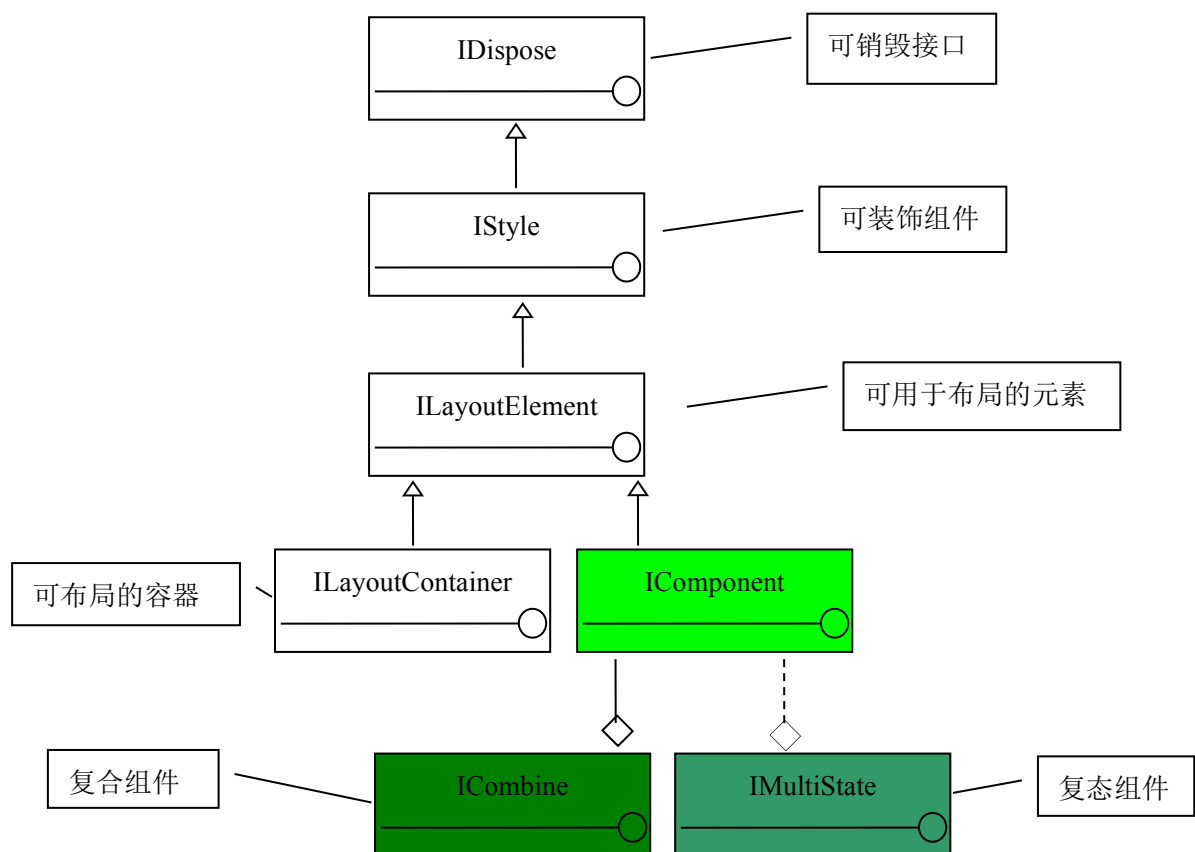 IDispose
可销毁接口
IStyle
可装饰组件
ILayoutElement
可用于布局的元素
可布局的容器
ILayoutContainer
IComponent
复合组件
ICombine
IMultiState
复态组件